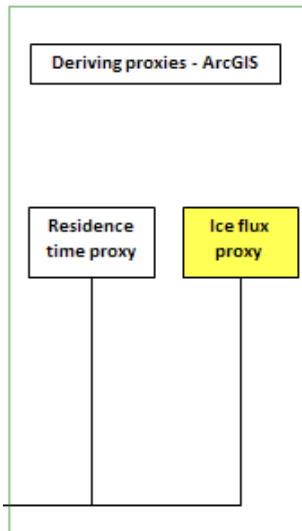 Deriving proxies - ArcGIS
Residence
time proxy
Ice flux
proxy